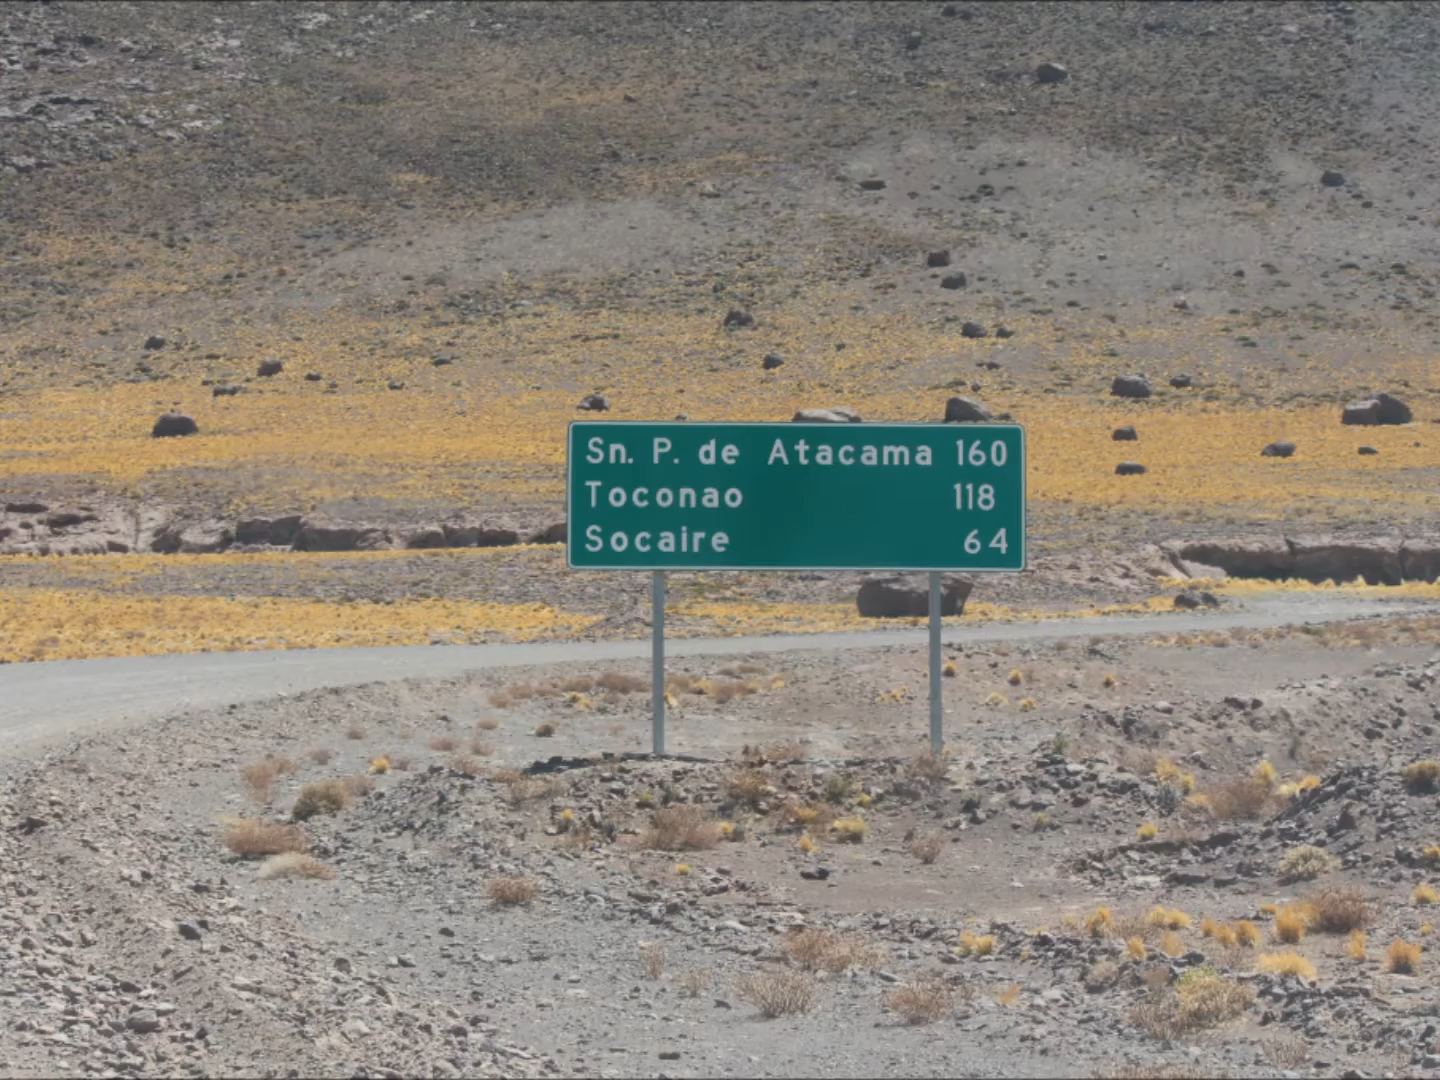 Sn. P. de Atacama 160
Toconao 118
Socaire 64